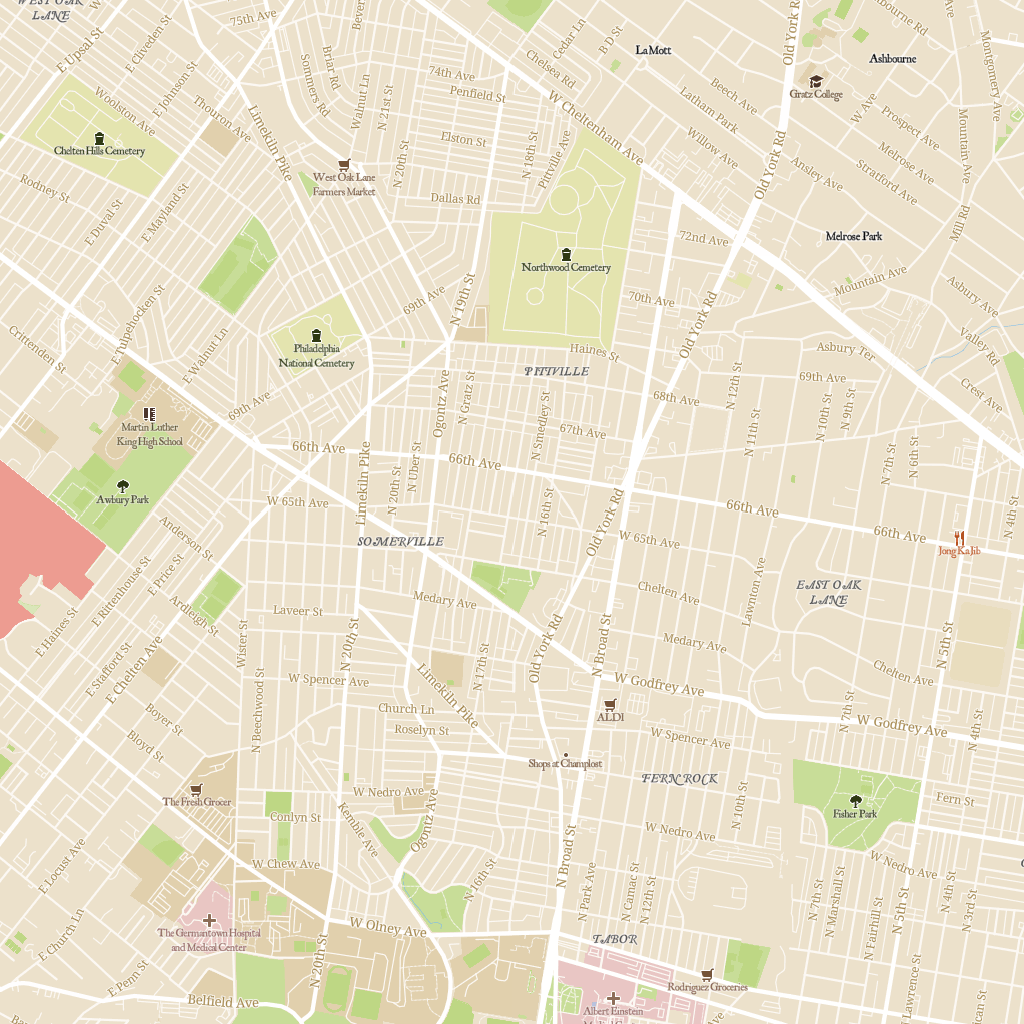 WEST OAK
LANE
75th Ave
Bever
Cedar Ln
B D St
Old York Rd
Ashbourne Rd
E Upsal St
E Cliveden St
LaMott
Ashbourne
Montgomery Ave
Chelsea Rd
Briar Rd
Sommers Rd
74th Ave
E Johnson St
Woolston Ave
Walnut Ln
N 21st St
Penfield St
Beech Ave
Gratz College
Latham Park
W Ave
Thouron Ave
Limekiln Pike
W Cheltenham Ave
Prospect Ave
Mountain Ave
Chelten Hills Cemetery
Elston St
N 18th St
Willow Ave
Old York Rd
Melrose Ave
N 20th St
West Oak Lane
Farmers Market
Pittville Ave
Ansley Ave
Stratford Ave
Rodney St
E Duval St
E Mayland St
Dallas Rd
Mill Rd
72nd Ave
Melrose Park
Northwood Cemetery
Mountain Ave
Asbury Ave
69th Ave
N 19th St
70th Ave
E Tulpehocken St
Old York Rd
Crittenden St
Philadelphia
National Cemetery
E Walnut Ln
Haines St
Asbury Ter
Valley Rd
PITTVILLE
69th Ave
N 12th St
Crest Ave
69th Ave
Ogontz Ave
N Gratz St
N Smedley St
68th Ave
N 10th St
N 9th St
Martin Luther
King High School
67th Ave
N 11th St
66th Ave
Limekiln Pike
N Uber St
66th Ave
N 7th St
N 6th St
N 20th St
Awbury Park
W 65th Ave
N 16th St
Old York Rd
66th Ave
66th Ave
N 4th St
Anderson St
SOMERVILLE
W 65th Ave
Jong Ka Jib
E Rittenhouse St
E Price St
Chelten Ave
Lawnton Ave
EAST OAK
LANE
Ardleigh St
Laveer St
Medary Ave
E Haines St
Wister St
N 20th St
Old York Rd
N Broad St
Medary Ave
N 5th St
E Stafford St
E Chelten Ave
N 17th St
Chelten Ave
W Spencer Ave
Limekiln Pike
W Godfrey Ave
N Beechwood St
Church Ln
ALDI
N 7th St
W Godfrey Ave
Boyer St
Roselyn St
W Spencer Ave
N 4th St
Bloyd St
Shops at Champlost
FERN ROCK
The Fresh Grocer
W Nedro Ave
N 10th St
Fern St
Conlyn St
Kemble Ave
Ogontz Ave
Fisher Park
W Nedro Ave
E Locust Ave
W Chew Ave
N Broad St
W Nedro Ave
N 16th St
N Park Ave
N Camac St
N 12th St
N 7th St
N Marshall St
N Fairhill St
N 5th St
N 4th St
N 3rd St
E Church Ln
The Germantown Hospital
and Medical Center
W Olney Ave
TABOR
N 20th St
E Penn St
Belfield Ave
Rodriguez Groceries
Albert Einstein
Lawrence St